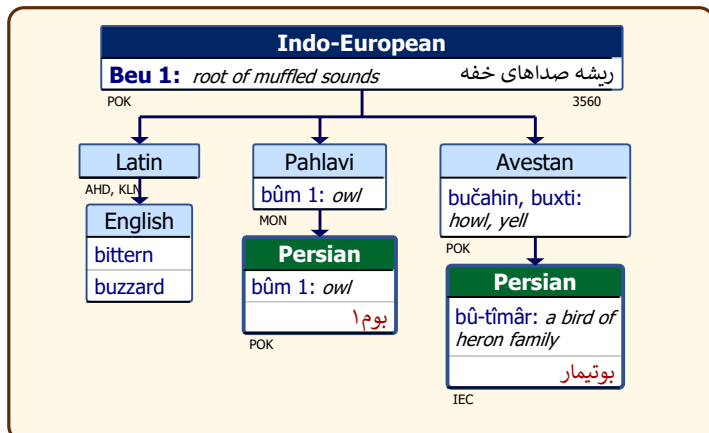 Indo-European
Beu 1: root of muffled sounds ریشه صداهای خفه
POK 3560
Latin
AHD, KLN
English
bittern
buzzard
Pahlavi
bûm 1: owl
MON
Persian
bûm 1: owl
بوم۱
POK
Avestan
bučahin, buxti:
howl, yell
POK
Persian
bû-tîmâr: a bird of
heron family
بوتیمار
IEC